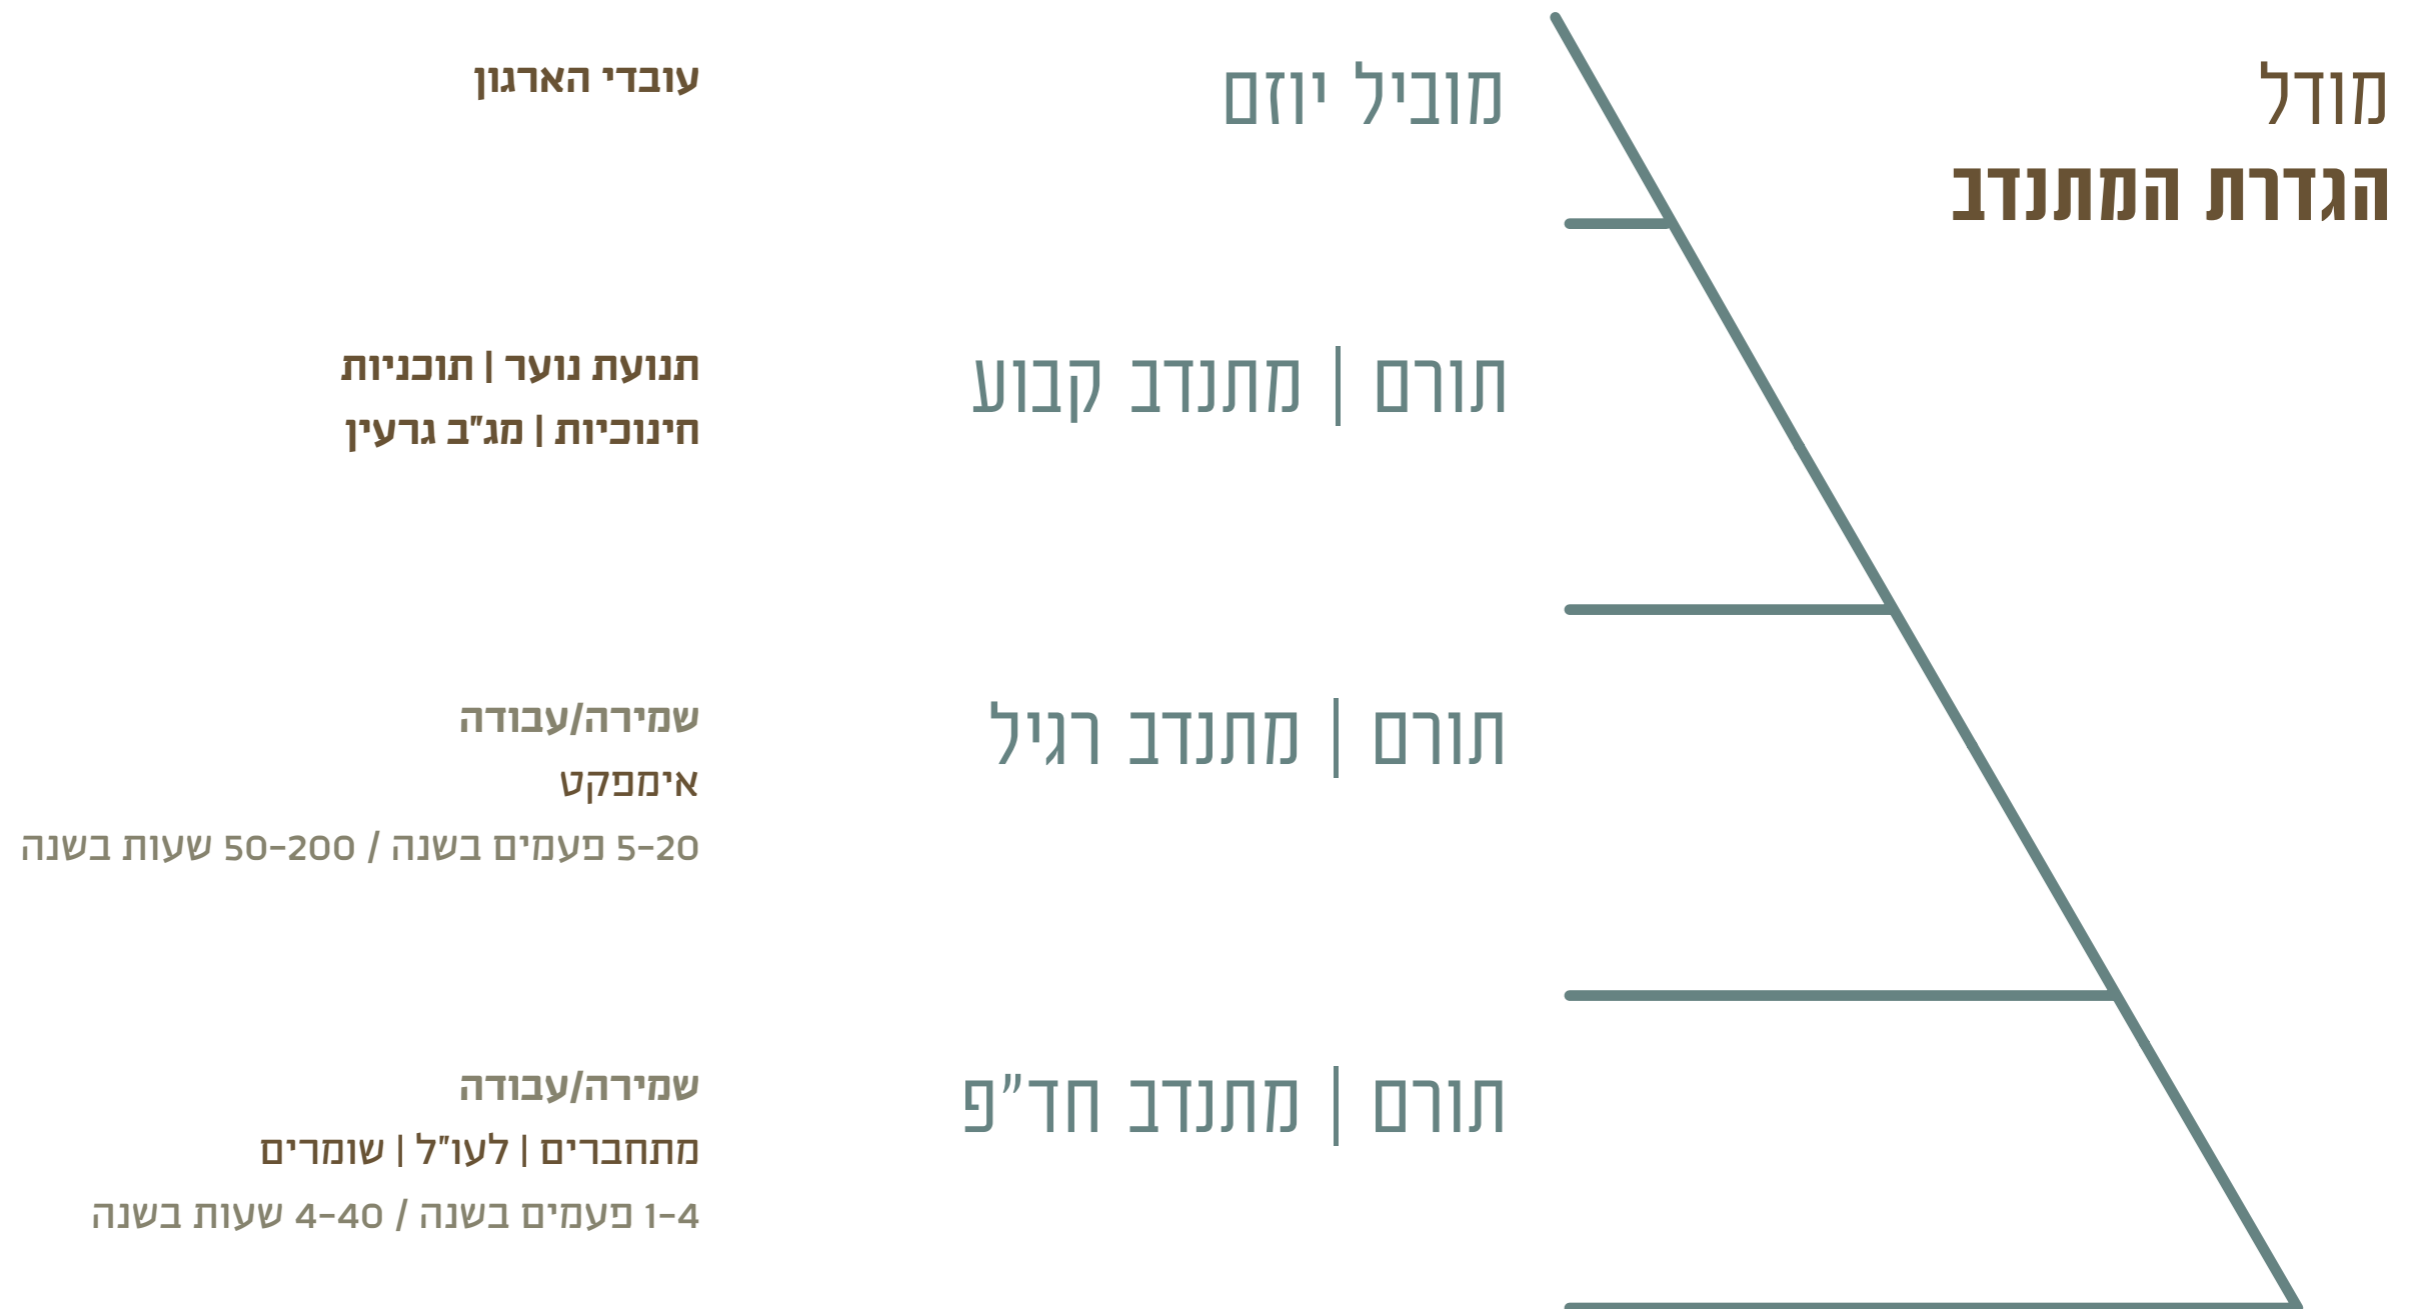 מודל
הגדרת המתנדב
מוביל יוזם
עובדי הארגון
תורם | מתנדב קבוע
תנועת נוער | תוכניות
חינוכיות | מג"ב גרעין
תורם | מתנדב רגיל
שמירה/עבודה
אימפקט
5-20 פעמים בשנה / 50-200 שעות בשנה
תורם | מתנדב חד"פ
שמירה/עבודה
מתחברים | לעו"ל | שומרים
1-4 פעמים בשנה / 4-40 שעות בשנה